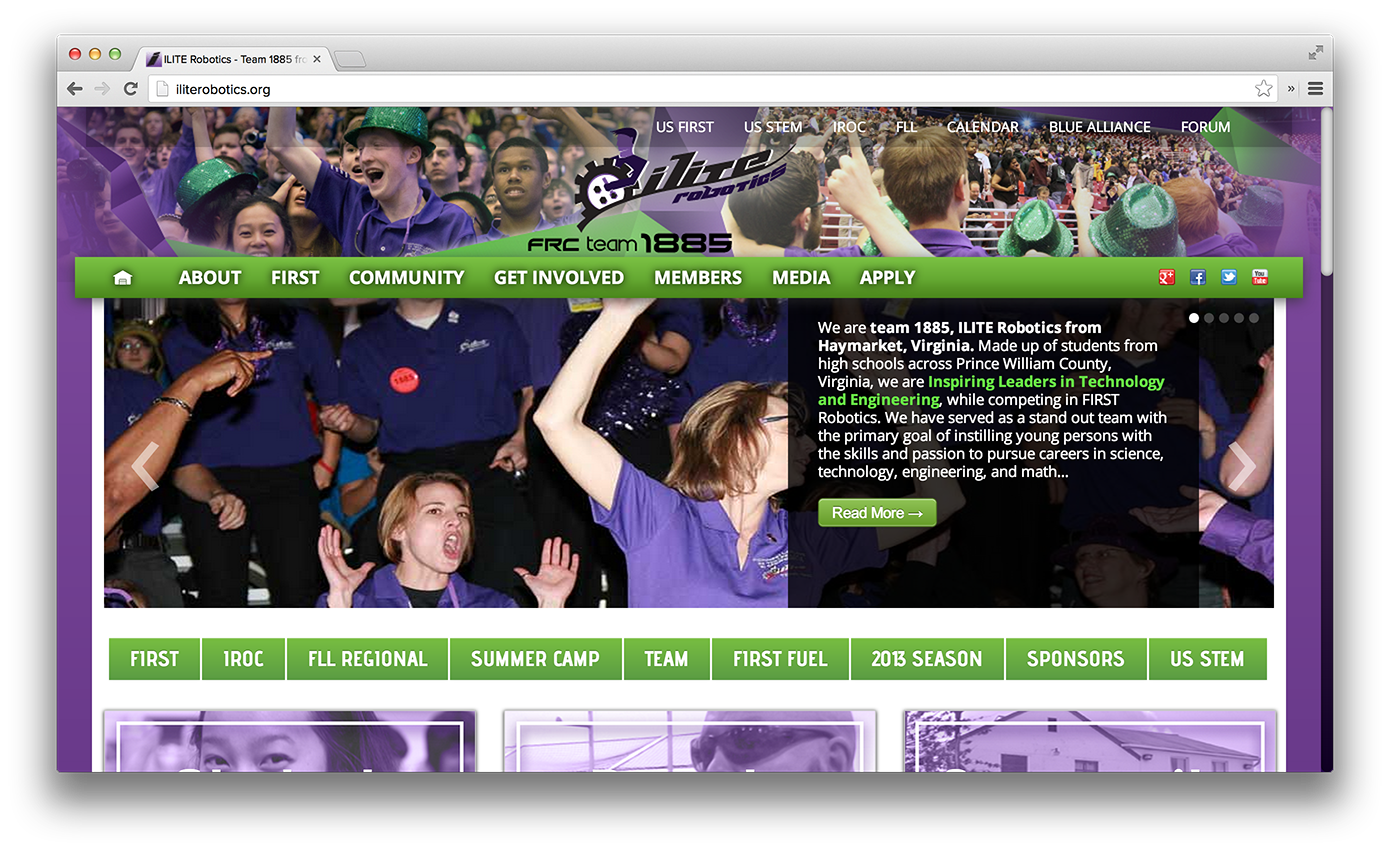 ILITE Robotics - Team 1885 fr
iliterobotics.org
US FIRST US STEM IROC FLL CALENDAR BLUE ALLIANCE FORUM
ilite
robotics
FRC team 1885
ABOUT FIRST COMMUNITY GET INVOLVED MEMBERS MEDIA APPLY
You
Tube
1885
We are team 1885, ILITE Robotics from
Haymarket, Virginia. Made up of students from
high schools across Prince William County,
Virginia, we are Inspiring Leaders in Technology
and Engineering, while competing in FIRST
Robotics. We have served as a stand out team with
the primary goal of instilling young persons with
the skills and passion to pursue careers in science,
technology, engineering, and math...
Read More →
FIRST IROC FLL REGIONAL SUMMER CAMP TEAM FIRST FUEL 2013 SEASON SPONSORS US STEM